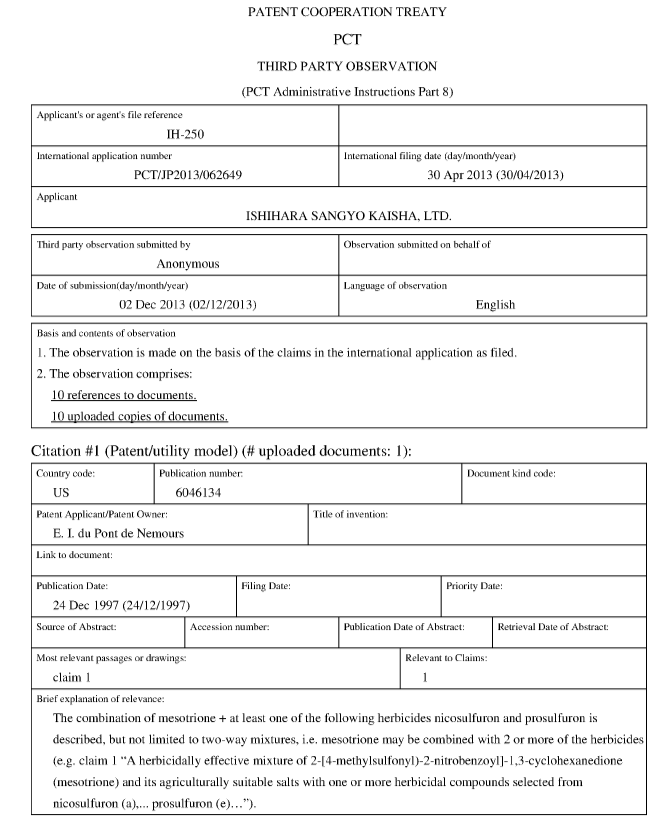 PATENT COOPERATION TREATY
PCT
THIRD PARTY OBSERVATION
(PCT Administrative Instructions Part 8)
Applicant's or agent's file reference
IH-250
International application number
International filing date (day/month/year)
PCT/JP2013/062649
30 Apr 2013 (30/04/2013)
Applicant
ISHIHARA SANGYO KAISHA, LTD.
Third party observation submitted by
Observation submitted on behalf of
Anonymous
Date of submission(day/month/year)
Language of observation
02 Dec 2013 (02/12/2013)
English
Basis and contents of observation
1. The observation is made on the basis of the claims in the international application as filed.
2. The observation comprises:
10 references to documents.
10 uploaded copies of documents.
Citation #1 (Patent/utility model) (# uploaded documents: 1):
Country code:
Publication number:
Document kind code:
US
6046134
Patent Applicant/Patent Owner:
Title of invention:
E. I. du Pont de Nemours
Link to document:
Publication Date:
Filing Date:
Priority Date:
24 Dec 1997 (24/12/1997)
Source of Abstract:
Accession number:
Publication Date of Abstract:
Retrieval Date of Abstract:
Most relevant passages or drawings:
Relevant to Claims:
claim 1
1
Brief explanation of relevance:
The combination of mesotrione + at least one of the following herbicides nicosulfuron and prosulfuron is
described, but not limited to two-way mixtures, i.e. mesotrione may be combined with 2 or more of the herbicides
(e.g. claim 1 “A herbicidally effective mixture of 2-[4-methylsulfonyl)-2-nitrobenzoyl]-1,3-cyclohexanedione
(mesotrione) and its agriculturally suitable salts with one or more herbicidal compounds selected from
nicosulfuron (a),... prosulfuron (e)…”).